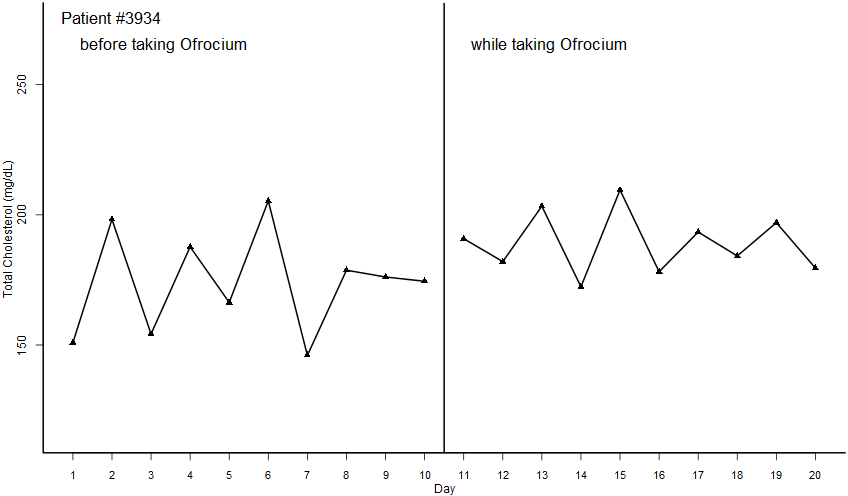 Patient #3934
before taking Ofrocium
while taking Ofrocium
Total Cholesterol (mg/dL)
250
200
150
1 2 3 4 5 6 7 8 9 10 11 12 13 14 15 16 17 18 19 20
Day